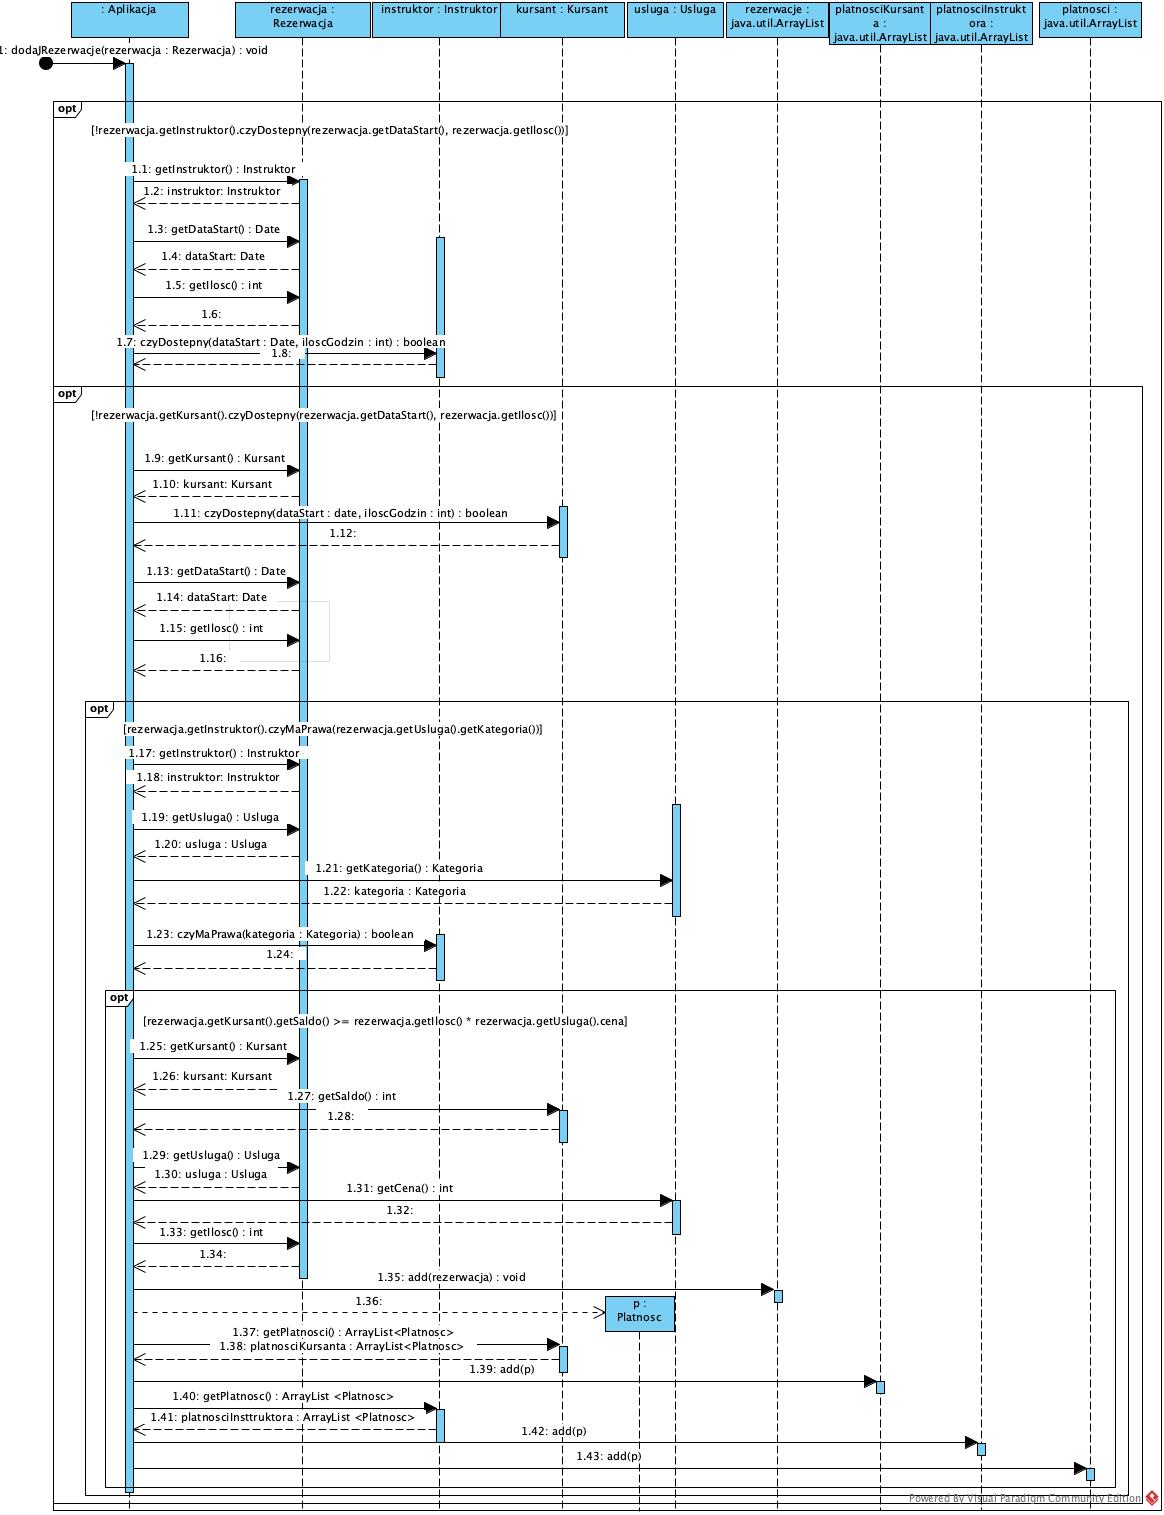 : Aplikacja
rezerwacja :
Rezerwacja
instruktor : Instruktor
kursant : Kursant
usluga : Usluga
rezerwacje :
java.util.ArrayList
platnosciKursant
a :
java.util.ArrayList
platnosciInstrukt
ora :
java.util.ArrayList
platnosci :
java.util.ArrayList
1: dodajRezerwacje(rezerwacja : Rezerwacja) : void
opt
[!rezerwacja.getInstruktor().czyDostepny(rezerwacja.getDataStart(), rezerwacja.getIlosc())]
1.1: getInstruktor() : Instruktor
1.2: instruktor: Instruktor
1.3: getDataStart() : Date
1.4: dataStart: Date
1.5: getIlosc() : int
1.6:
1.7: czyDostepny(dataStart : Date, iloscGodzin : int) : boolean
1.8:
opt
[!rezerwacja.getKursant().czyDostepny(rezerwacja.getDataStart(), rezerwacja.getIlosc())]
1.9: getKursant() : Kursant
1.10: kursant: Kursant
1.11: czyDostepny(dataStart : date, iloscGodzin : int) : boolean
1.12:
1.13: getDataStart() : Date
1.14: dataStart: Date
1.15: getIlosc() : int
1.16:
opt
[rezerwacja.getInstruktor().czyMaPrawa(rezerwacja.getUsluga().getKategoria())]
1.17: getInstruktor() : Instruktor
1.18: instruktor: Instruktor
1.19: getUsluga() : Usluga
1.20: usluga : Usluga
1.21: getKategoria() : Kategoria
1.22: kategoria : Kategoria
1.23: czyMaPrawa(kategoria : Kategoria) : boolean
1.24:
opt
[rezerwacja.getKursant().getSaldo() >= rezerwacja.getIlosc() * rezerwacja.getUsluga().cena]
1.25: getKursant() : Kursant
1.26: kursant: Kursant
1.27: getSaldo() : int
1.28:
1.29: getUsluga() : Usluga
1.30: usluga : Usluga
1.31: getCena() : int
1.32:
1.33: getIlosc() : int
1.34:
1.35: add(rezerwacja) : void
1.36:
p :
Platnosc
1.37: getPlatnosci() : ArrayList<Platnosc>
1.38: platnosciKursanta : ArrayList<Platnosc>
1.39: add(p)
1.40: getPlatnosc() : ArrayList <Platnosc>
1.41: platnosciInsttruktora : ArrayList <Platnosc>
1.42: add(p)
1.43: add(p)
Powered By Visual Paradigm Community Edition